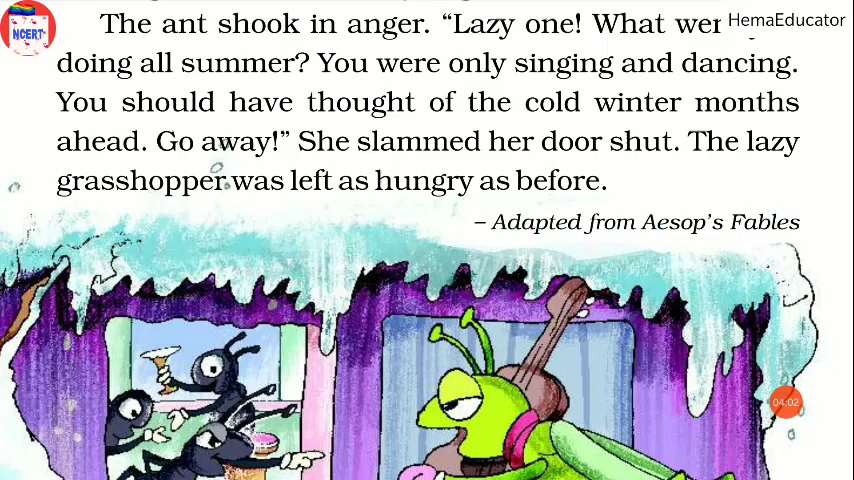 NCERT
HemaEducator
The ant shook in anger. “Lazy one! What wer
doing all summer? You were only singing and dancing.
You should have thought of the cold winter months
ahead. Go away!” She slammed her door shut. The lazy
grasshopper was left as hungry as before.
– Adapted from Aesop’s Fables
04:02